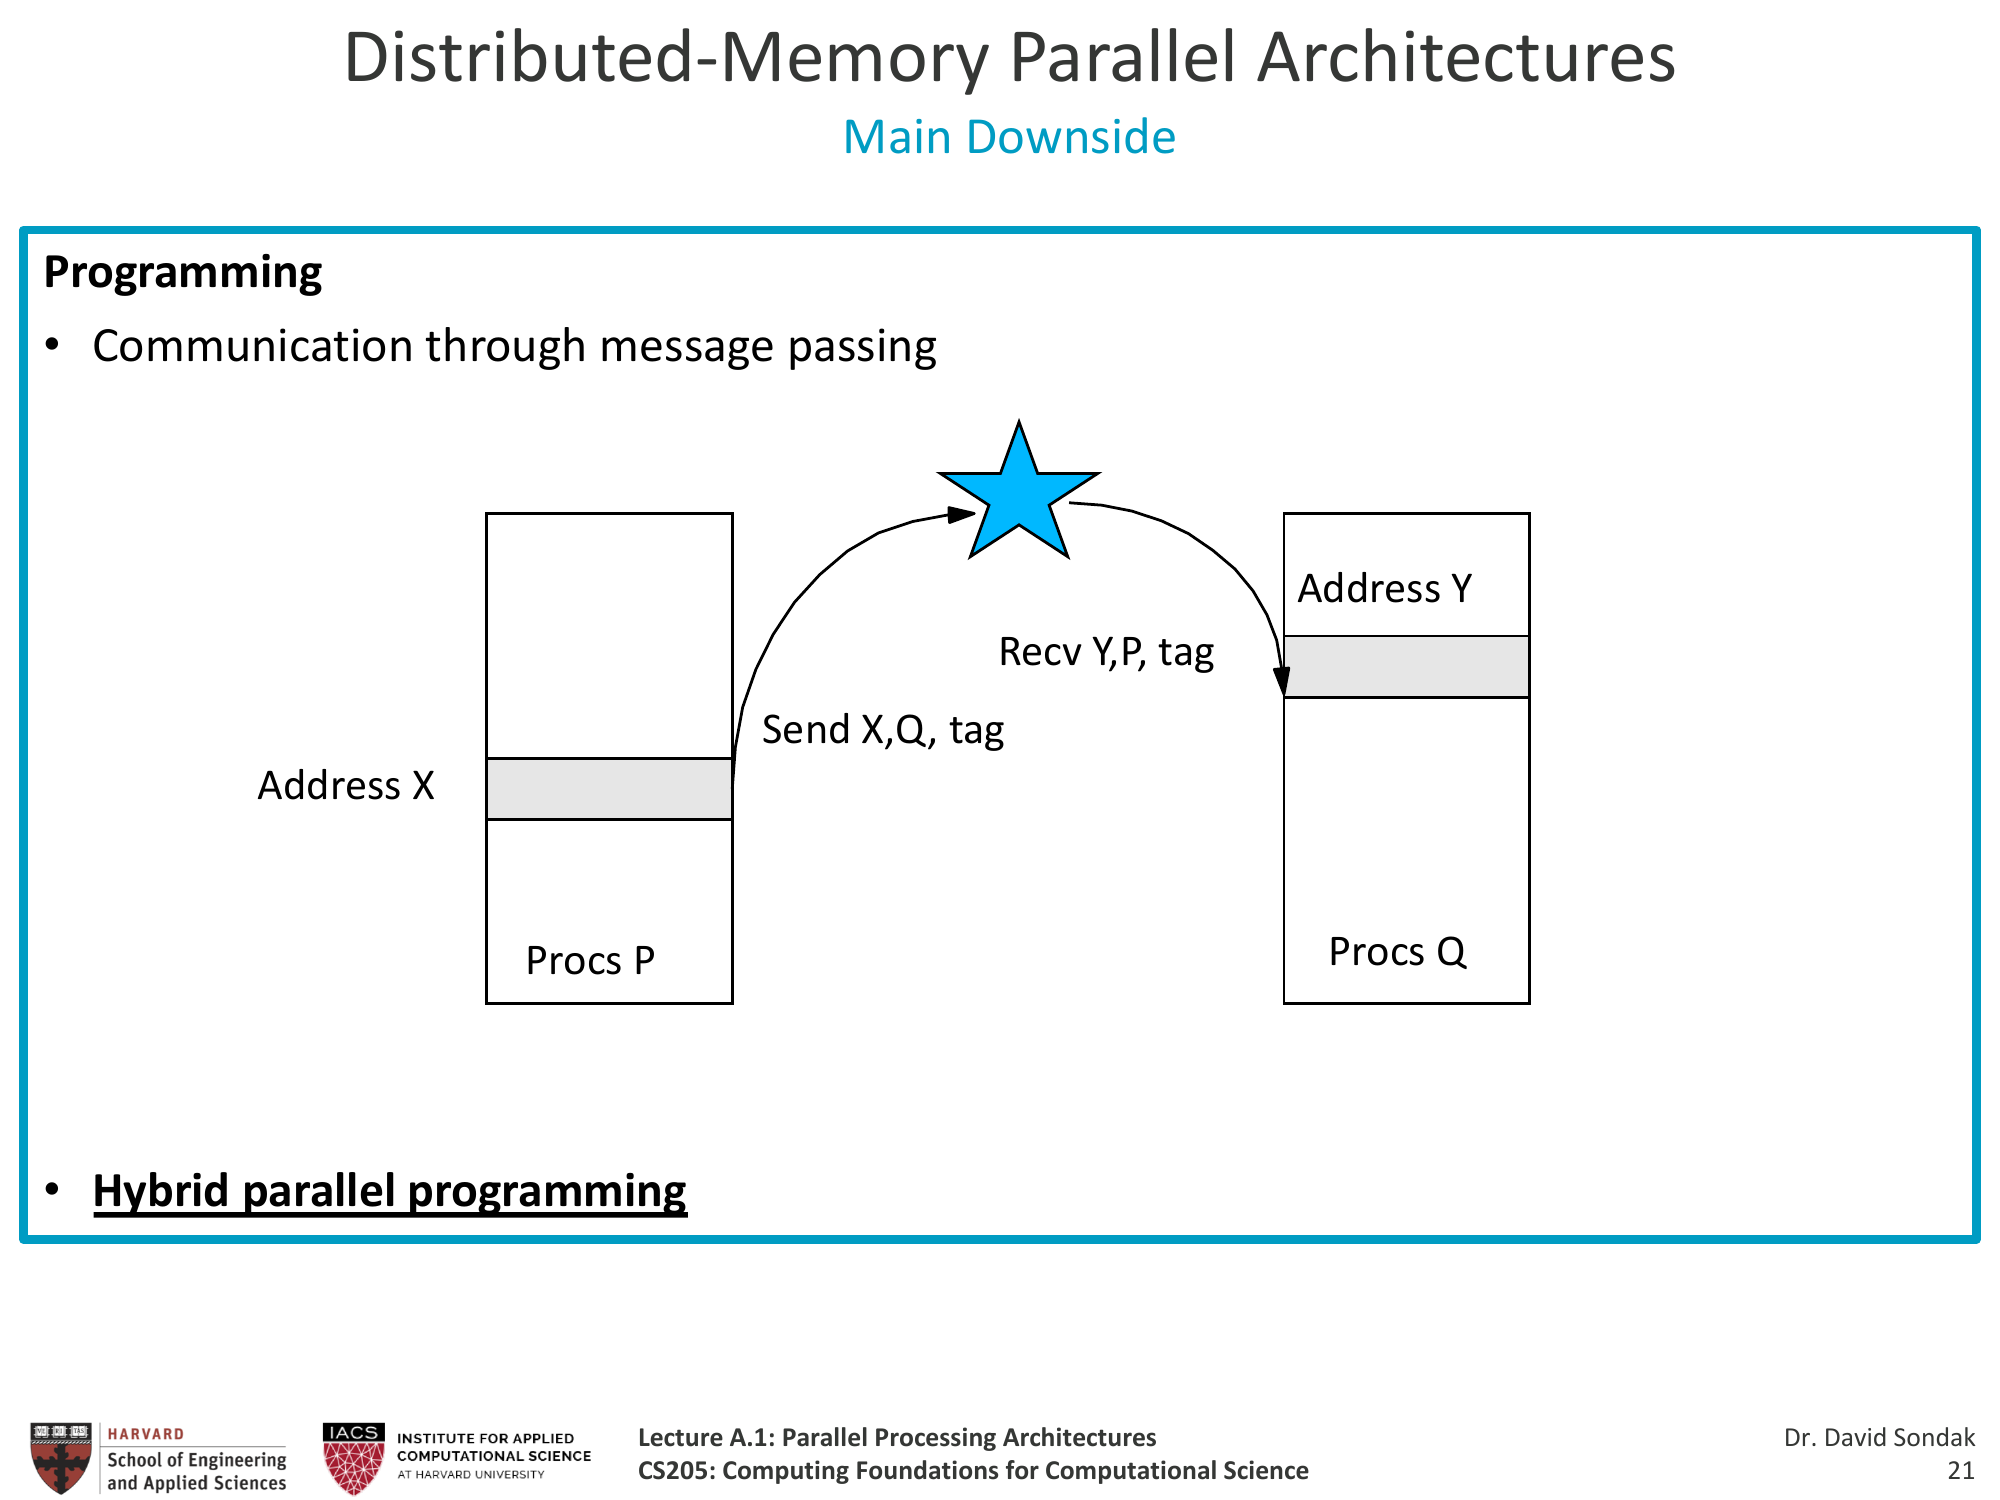 Distributed-Memory Parallel Architectures
Main Downside
Programming
• Communication through message passing
Address Y
Recv Y,P, tag
Send X,Q, tag
Address X
Procs P
Procs Q
• Hybrid parallel programming
HARVARD
School of Engineering
and Applied Sciences
IACS
INSTITUTE FOR APPLIED
COMPUTATIONAL SCIENCE
AT HARVARD UNIVERSITY
Lecture A.1: Parallel Processing Architectures
CS205: Computing Foundations for Computational Science
Dr. David Sondak
21